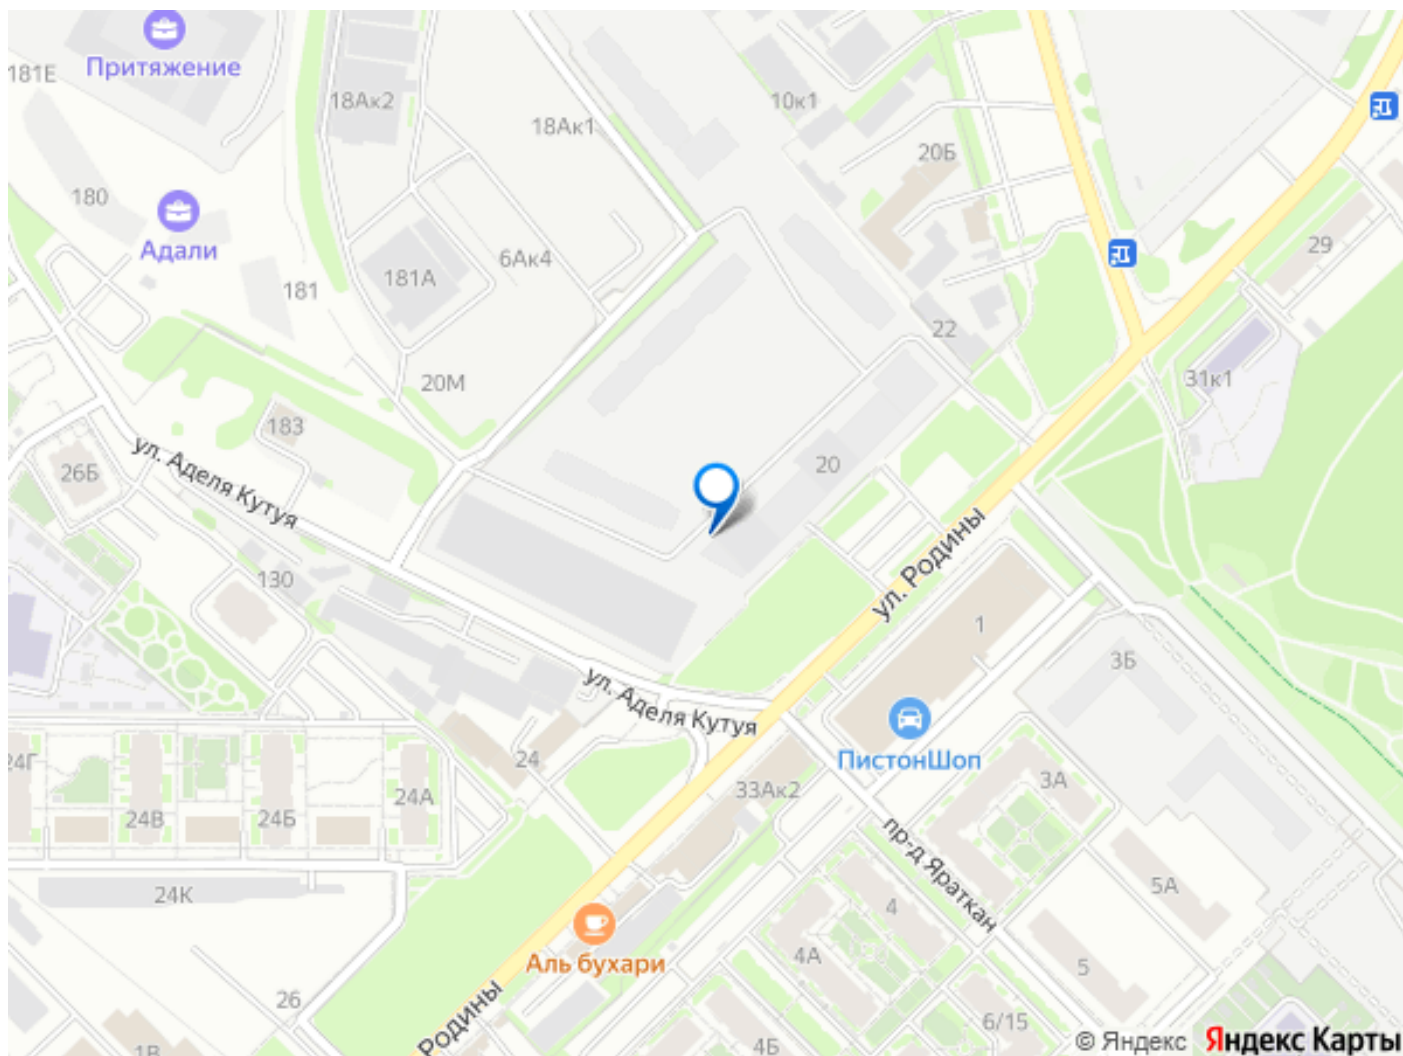 Притяжение
181Е
18Ак2
10к1
18Ак1
20Б
180
Адали
29
6Ак4
181А
181
22
31к1
20М
183
ул. Аделя Кутуя
26Б
20
ул. Родины
130
1
3Б
ул. Аделя Кутуя
24Г
24
ПистонШоп
33Ак2
3А
24А
24В
24Б
пр-д Яраткан
24К
5А
4
Аль бухари
4А
5
26
Родины
6/15
1В
4Б
© Яндекс Яндекс Карты